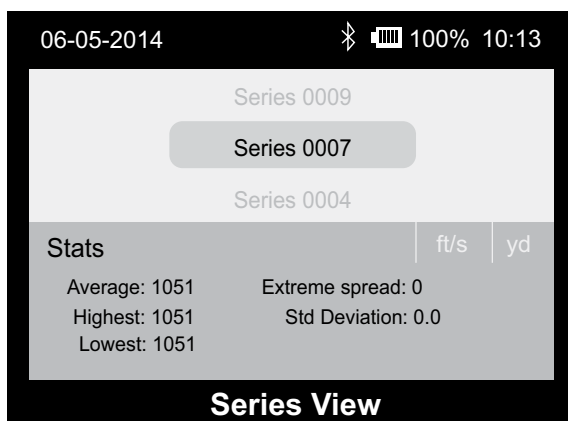 06-05-2014 100% 10:13
Series 0009
Series 0007
Series 0004
Stats ft/s yd
Average: 1051 Extreme spread: 0
Highest: 1051 Std Deviation: 0.0
Lowest: 1051
Series View